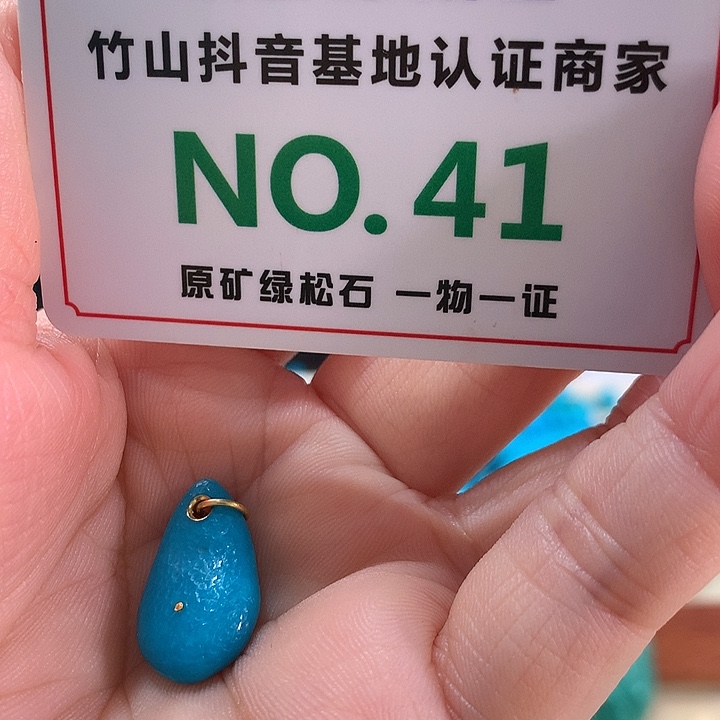 竹山抖音基地认证商家
NO.41
原矿绿松石 一物一证